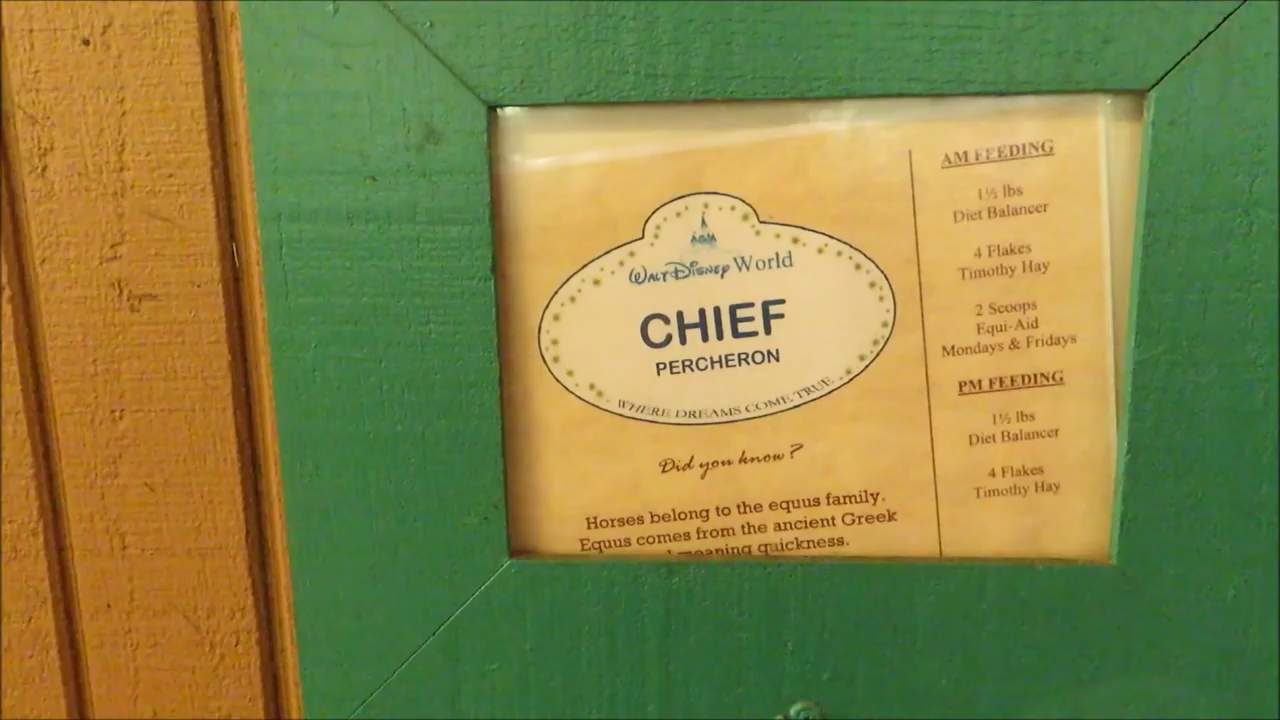 WALT DISNEY World
CHIEF
PERCHERON
WHERE DREAMS COME TRUE
Did you know?
Horses belong to the equus family.
Equus comes from the ancient Greek
meaning quickness.
AM FEEDING
1½ lbs
Diet Balancer
4 Flakes
Timothy Hay
2 Scoops
Equi-Aid
Mondays & Fridays
PM FEEDING
1½ lbs
Diet Balancer
4 Flakes
Timothy Hay